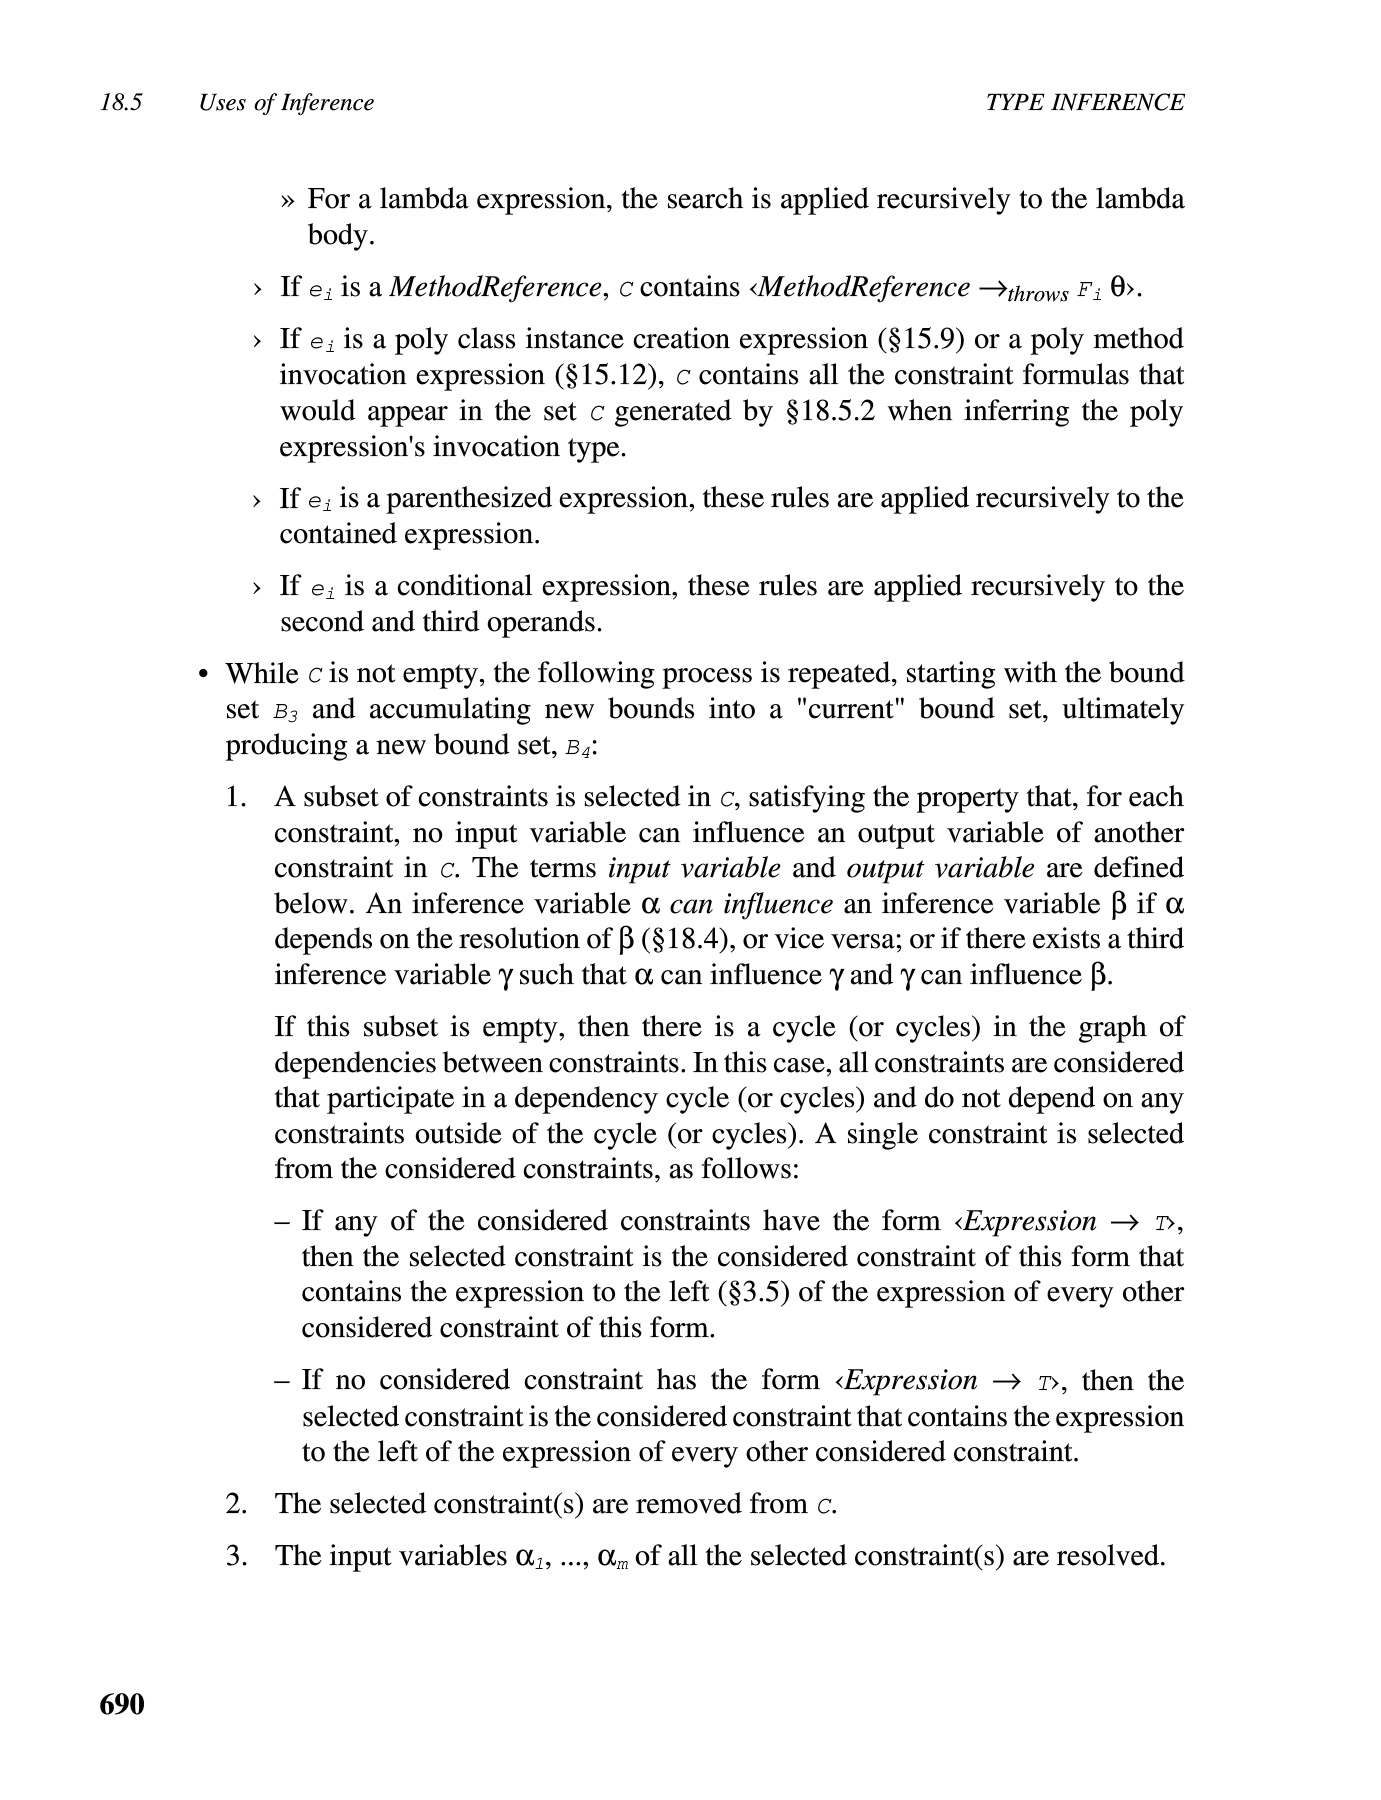 18.5 Uses of Inference TYPE INFERENCE
» For a lambda expression, the search is applied recursively to the lambda
body.
› If eᵢ is a MethodReference, C contains ‹MethodReference →throws Fᵢ θ›.
› If eᵢ is a poly class instance creation expression (§15.9) or a poly method
invocation expression (§15.12), C contains all the constraint formulas that
would appear in the set C generated by §18.5.2 when inferring the poly
expression's invocation type.
› If eᵢ is a parenthesized expression, these rules are applied recursively to the
contained expression.
› If eᵢ is a conditional expression, these rules are applied recursively to the
second and third operands.
• While C is not empty, the following process is repeated, starting with the bound
set B₃ and accumulating new bounds into a "current" bound set, ultimately
producing a new bound set, B₄:
1. A subset of constraints is selected in C, satisfying the property that, for each
constraint, no input variable can influence an output variable of another
constraint in C. The terms input variable and output variable are defined
below. An inference variable α can influence an inference variable β if α
depends on the resolution of β (§18.4), or vice versa; or if there exists a third
inference variable γ such that α can influence γ and γ can influence β.
If this subset is empty, then there is a cycle (or cycles) in the graph of
dependencies between constraints. In this case, all constraints are considered
that participate in a dependency cycle (or cycles) and do not depend on any
constraints outside of the cycle (or cycles). A single constraint is selected
from the considered constraints, as follows:
– If any of the considered constraints have the form ‹Expression → T›,
then the selected constraint is the considered constraint of this form that
contains the expression to the left (§3.5) of the expression of every other
considered constraint of this form.
– If no considered constraint has the form ‹Expression → T›, then the
selected constraint is the considered constraint that contains the expression
to the left of the expression of every other considered constraint.
2. The selected constraint(s) are removed from C.
3. The input variables α₁, ..., αₘ of all the selected constraint(s) are resolved.
690